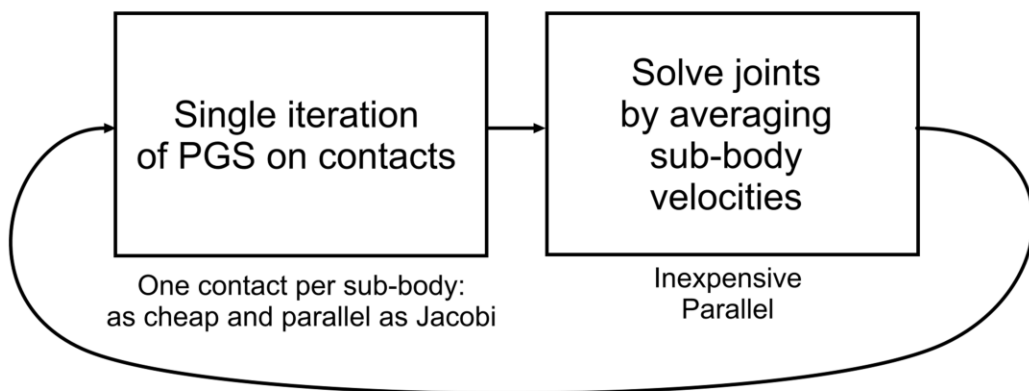 Single iteration
of PGS on contacts
Solve joints
by averaging
sub-body
velocities
One contact per sub-body:
as cheap and parallel as Jacobi
Inexpensive
Parallel